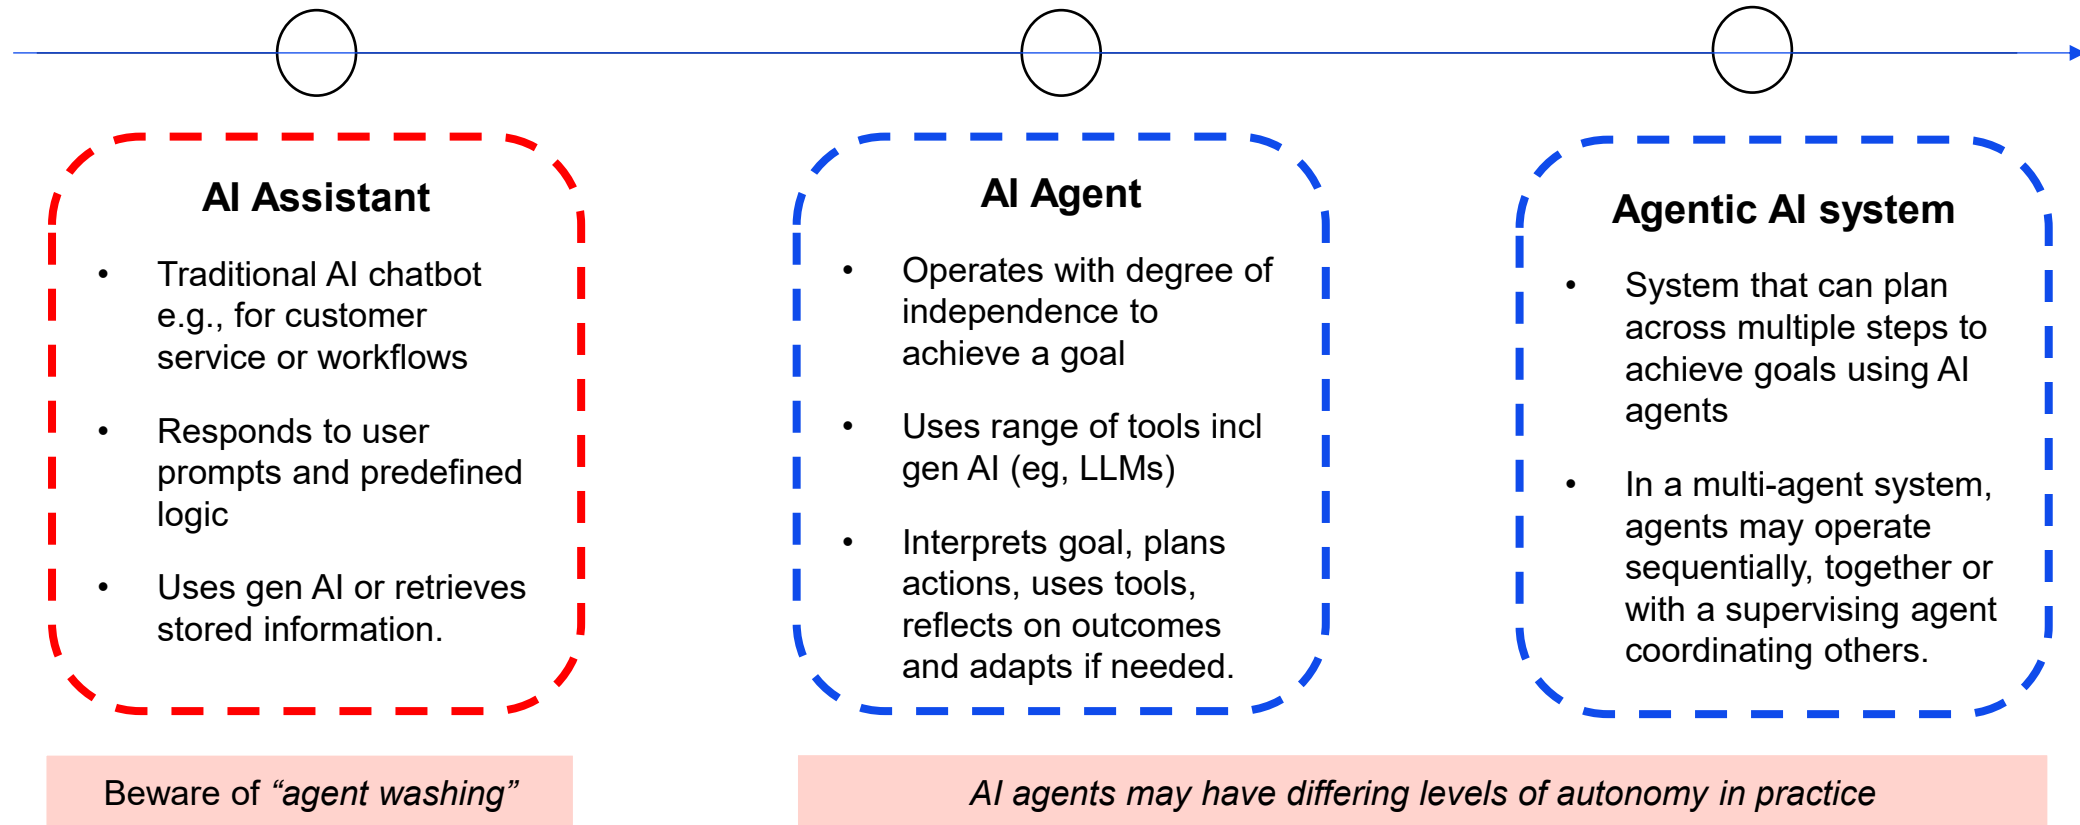 AI Assistant
• Traditional AI chatbot
e.g., for customer
service or workflows
• Responds to user
prompts and predefined
logic
• Uses gen AI or retrieves
stored information.
Beware of “agent washing”
AI Agent
• Operates with degree of
independence to
achieve a goal
• Uses range of tools incl
gen AI (eg, LLMs)
• Interprets goal, plans
actions, uses tools,
reflects on outcomes
and adapts if needed.
Agentic AI system
• System that can plan
across multiple steps to
achieve goals using AI
agents
• In a multi-agent system,
agents may operate
sequentially, together or
with a supervising agent
coordinating others.
AI agents may have differing levels of autonomy in practice